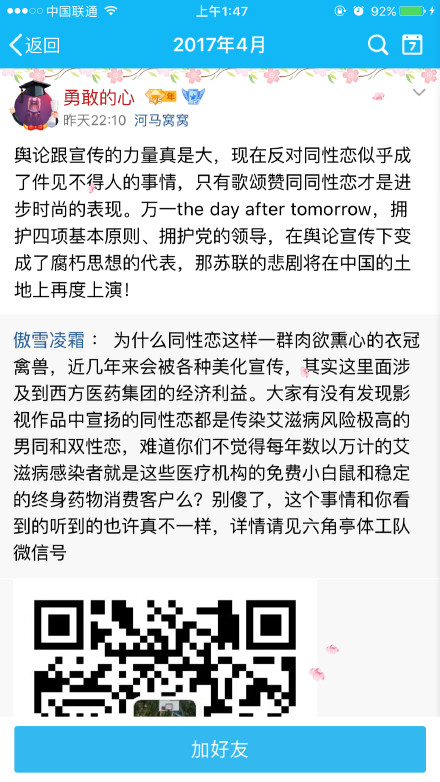 中国联通
上午1:47
92%
返回
2017年4月
7
勇敢的心
年
昨天22:10 河马窝窝
舆论跟宣传的力量真是大，现在反对同性恋似乎成
了件见不得人的事情，只有歌颂赞同同性恋才是进
步时尚的表现。万一the day after tomorrow，拥
护四项基本原则、拥护党的领导，在舆论宣传下变
成了腐朽思想的代表，那苏联的悲剧将在中国的土
地上再度上演！
傲雪凌霜： 为什么同性恋这样一群肉欲熏心的衣冠
禽兽，近几年来会被各种美化宣传，其实这里面涉
及到西方医药集团的经济利益。大家有没有发现影
视作品中宣扬的同性恋都是传染艾滋病风险极高的
男同和双性恋，难道你们不觉得每年数以万计的艾
滋病感染者就是这些医疗机构的免费小白鼠和稳定
的终身药物消费客户么？别傻了，这个事情和你看
到的听到的也许真不一样，详情请见六角亭体工队
微信号
加好友